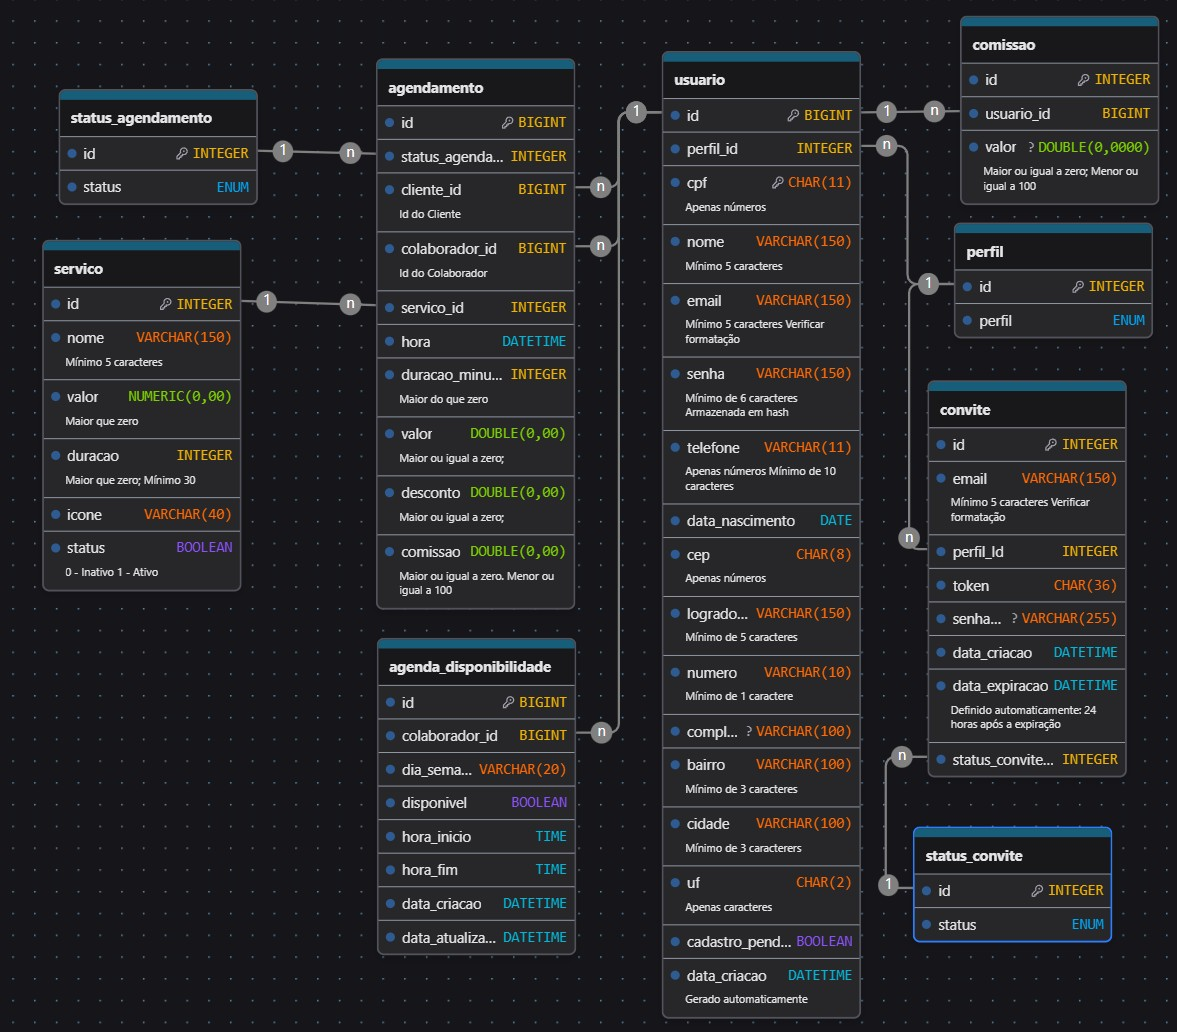 status_agendamento
id INTEGER
status ENUM
servico
id INTEGER
nome VARCHAR(150)
Mínimo 5 caracteres
valor NUMERIC(0,00)
Maior que zero
duracao INTEGER
Maior que zero; Mínimo 30
icone VARCHAR(40)
status BOOLEAN
0 - Inativo 1 - Ativo
1
n
1
n
agendamento
id BIGINT
status_agenda... INTEGER
cliente_id BIGINT
Id do Cliente
colaborador_id BIGINT
Id do Colaborador
servico_id INTEGER
hora DATETIME
duracao_minu... INTEGER
Maior do que zero
valor DOUBLE(0,00)
Maior ou igual a zero;
desconto DOUBLE(0,00)
Maior ou igual a zero;
comissao DOUBLE(0,00)
Maior ou igual a zero. Menor ou
igual a 100
agenda_disponibilidade
id BIGINT
colaborador_id BIGINT
dia_sema... VARCHAR(20)
disponivel BOOLEAN
hora_inicio TIME
hora_fim TIME
data_criacao DATETIME
data_atualiza... DATETIME
1
n
n
n
usuario
id BIGINT
perfil_id INTEGER
cpf CHAR(11)
Apenas números
nome VARCHAR(150)
Mínimo 5 caracteres
email VARCHAR(150)
Mínimo 5 caracteres Verificar
formatação
senha VARCHAR(150)
Mínimo de 6 caracteres
Armazenada em hash
telefone VARCHAR(11)
Apenas números Mínimo de 10
caracteres
data_nascimento DATE
cep CHAR(8)
Apenas números
logrado... VARCHAR(150)
Mínimo de 5 caracteres
numero VARCHAR(10)
Mínimo de 1 caractere
compl... ? VARCHAR(100)
bairro VARCHAR(100)
Mínimo de 3 caracteres
cidade VARCHAR(100)
Mínimo de 3 caracterers
uf CHAR(2)
Apenas caracteres
cadastro_pend... BOOLEAN
data_criacao DATETIME
Gerado automaticamente
1
n
n
1
n
n
1
comissao
id INTEGER
usuario_id BIGINT
valor ? DOUBLE(0,0000)
Maior ou igual a zero; Menor ou
igual a 100
perfil
id INTEGER
perfil ENUM
convite
id INTEGER
email VARCHAR(150)
Mínimo 5 caracteres Verificar
formatação
perfil_Id INTEGER
token CHAR(36)
senha... ? VARCHAR(255)
data_criacao DATETIME
data_expiracao DATETIME
Definido automaticamente: 24
horas após a expiração
status_convite... INTEGER
status_convite
id INTEGER
status ENUM